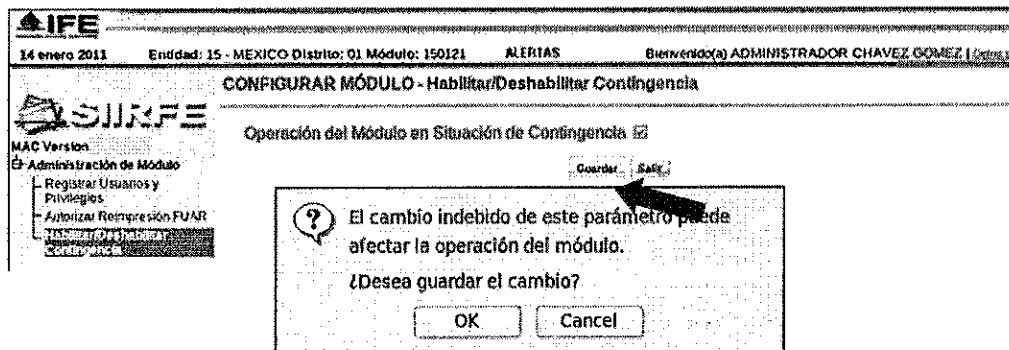 IFE
14 enero 2011 Entidad: 15 - MEXICO Distrito: 01 Módulo: 150121 ALERTAS Bienvenido(a) ADMINISTRADOR CHAVEZ GOMEZ |
CONFIGURAR MÓDULO - Habilitar/Deshabilitar Contingencia
SIIRFE
MAC Version
Operación del Módulo en Situación de Contingencia
Administración de Módulo
Registrar Usuarios y
Privilegios
Autorizar Reimpresión FUAR
Habilitar/Deshabilitar
Contingencia
Guardar Salir
El cambio indebido de este parámetro puede
afectar la operación del módulo.
¿Desea guardar el cambio?
OK Cancel